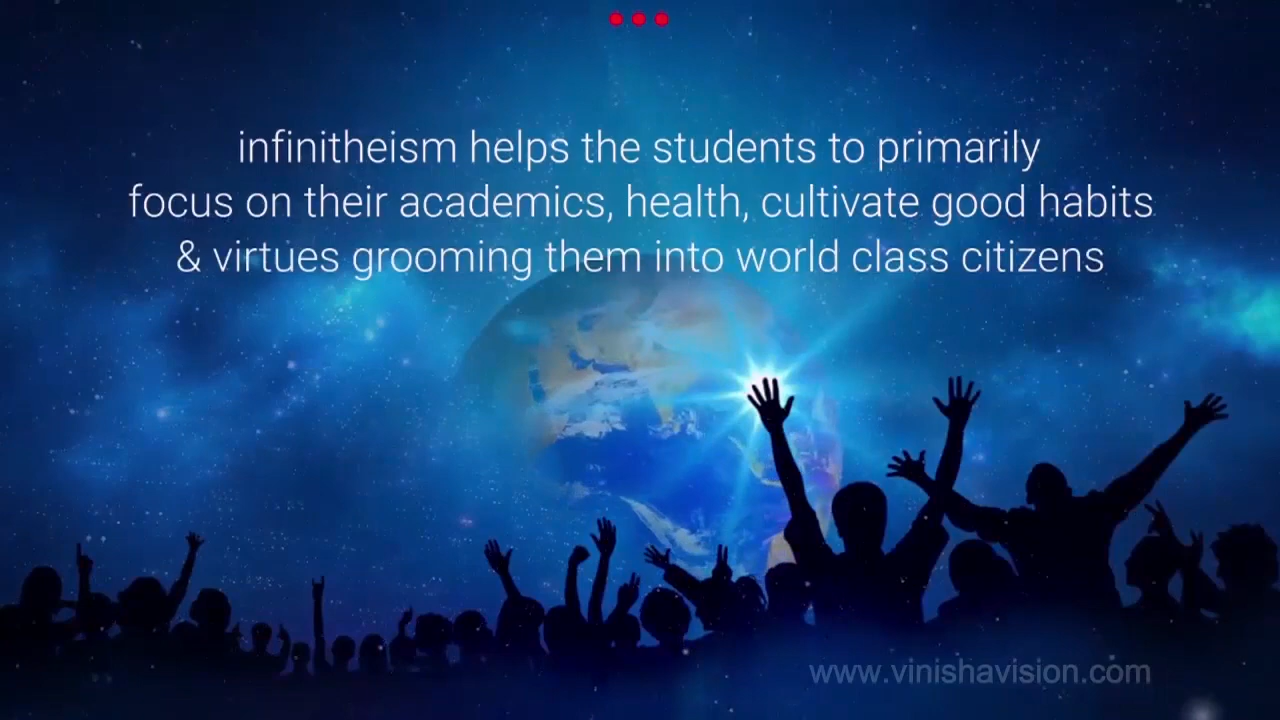 infinitheism helps the students to primarily
focus on their academics, health, cultivate good habits
& virtues grooming them into world class citizens
www.vinishavision.com